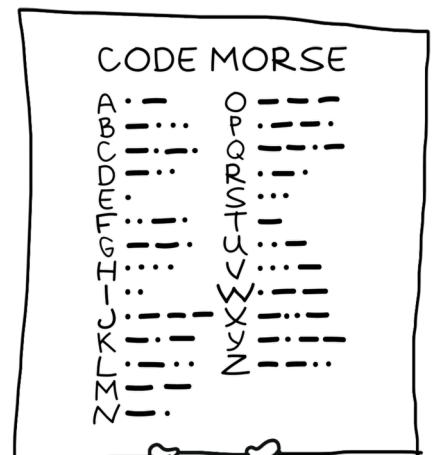 CODE MORSE
A ·—
B —···
C —·—·
D —··
E ·
F ··—·
G ——·
H ····
I ··
J ·———
K —·—
L ·—··
M ——
N —·
O ———
P ·——·
Q ——·—
R ·—·
S ···
T —
U ··—
V ···—
W ·——
X —··—
Y —·——
Z ——··